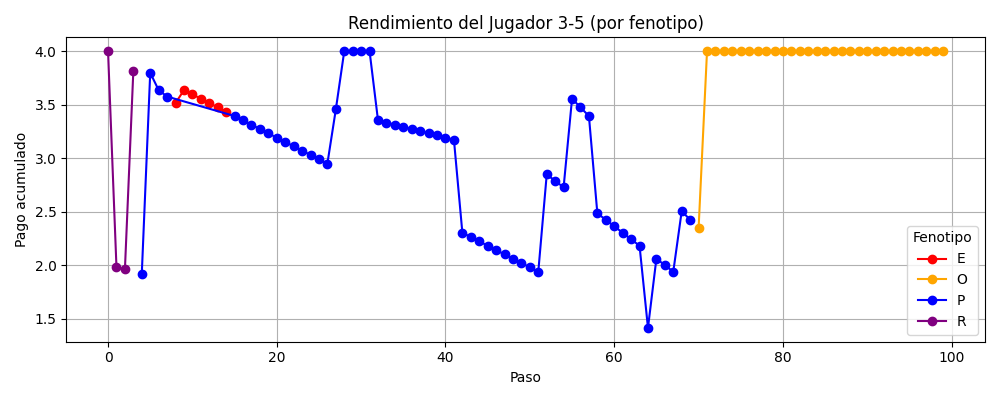 Rendimiento del Jugador 3-5 (por fenotipo)
Pago acumulado
4.0
3.5
3.0
2.5
2.0
1.5
0
20
40
60
80
100
Paso
Fenotipo
E
O
P
R